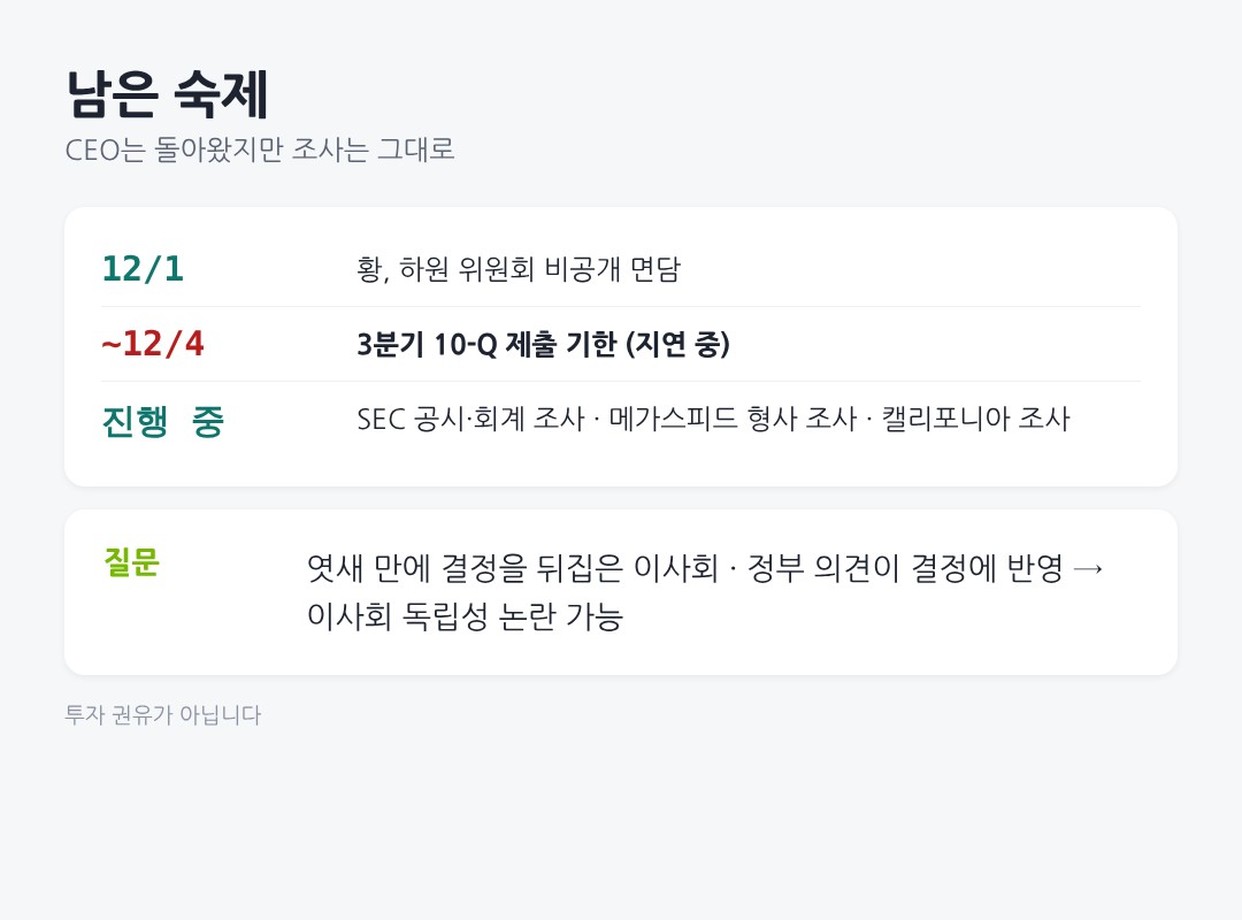 남은 숙제
CEO는 돌아왔지만 조사는 그대로
12/1 황, 하원 위원회 비공개 면담
~12/4 3분기 10-Q 제출 기한 (지연 중)
진행 중 SEC 공시·회계 조사 · 메가스피드 형사 조사 · 캘리포니아 조사
질문 엿새 만에 결정을 뒤집은 이사회 · 정부 의견이 결정에 반영 →
이사회 독립성 논란 가능
투자 권유가 아닙니다